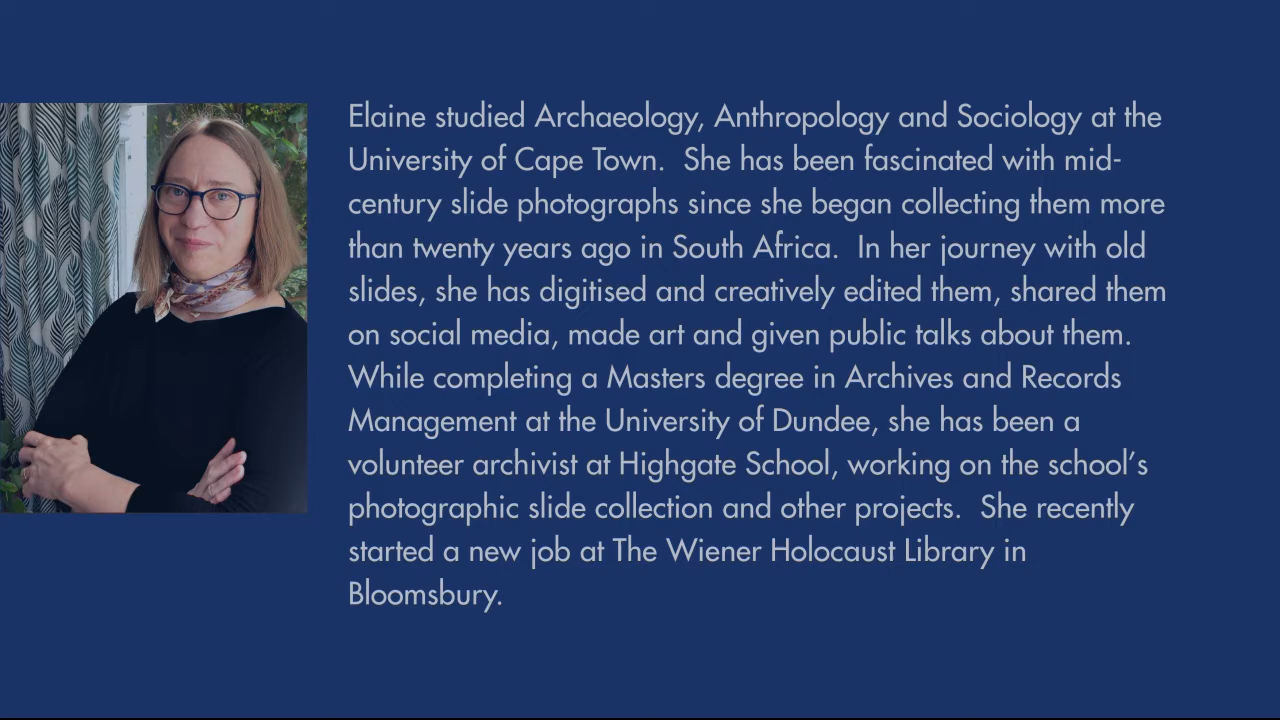 Elaine studied Archaeology, Anthropology and Sociology at the
University of Cape Town.  She has been fascinated with mid-
century slide photographs since she began collecting them more
than twenty years ago in South Africa.  In her journey with old
slides, she has digitised and creatively edited them, shared them
on social media, made art and given public talks about them.
While completing a Masters degree in Archives and Records
Management at the University of Dundee, she has been a
volunteer archivist at Highgate School, working on the school’s
photographic slide collection and other projects.  She recently
started a new job at The Wiener Holocaust Library in
Bloomsbury.